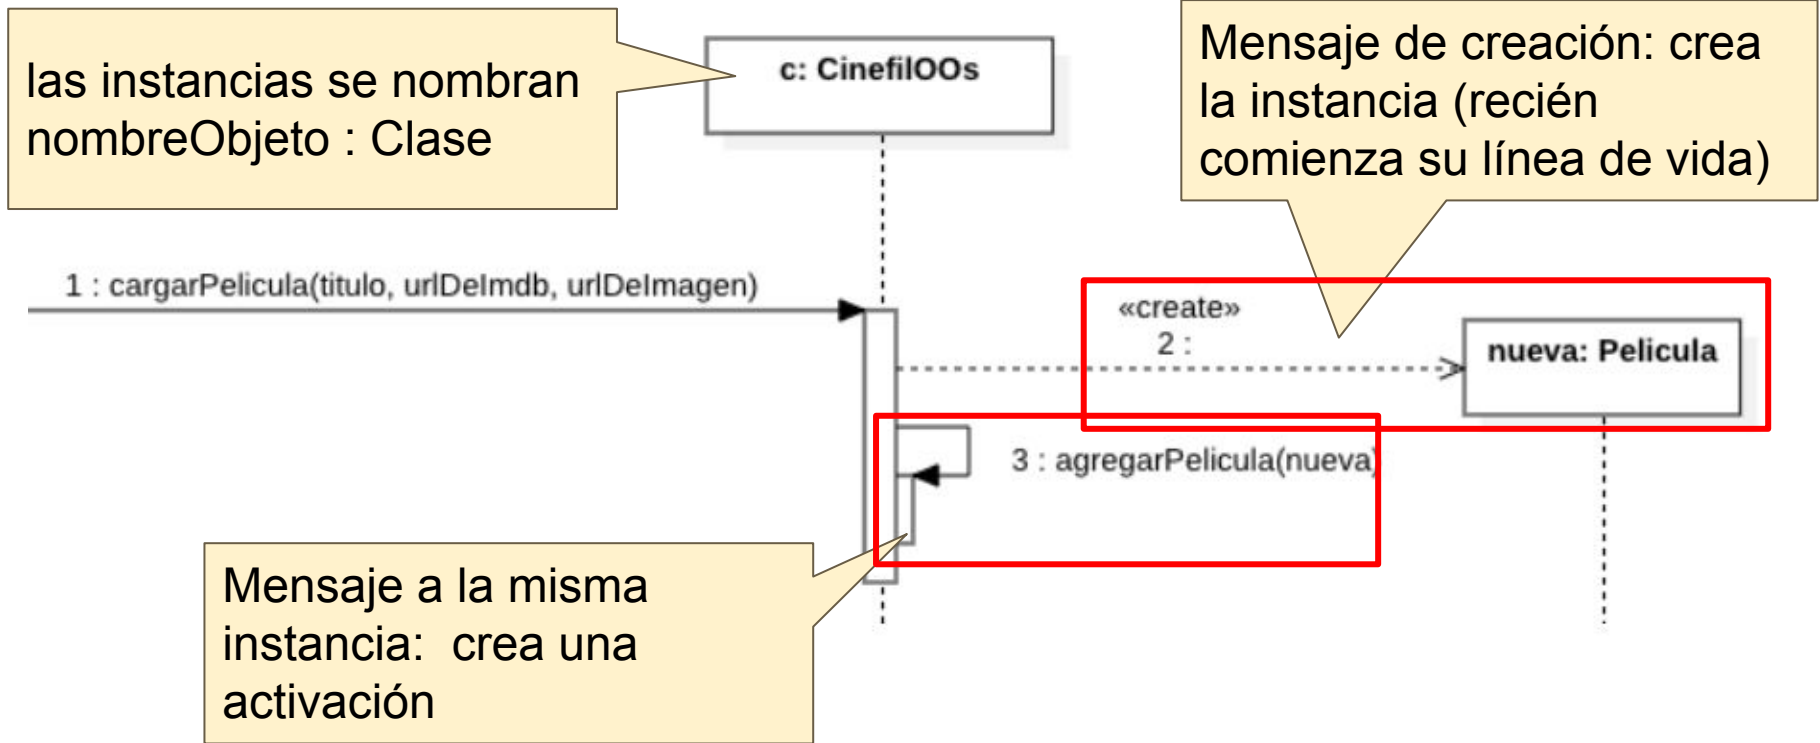 las instancias se nombran
nombreObjeto : Clase
c: CinefilOOs
Mensaje de creación: crea
la instancia (recién
comienza su línea de vida)
1 : cargarPelicula(titulo, urlDeImdb, urlDeImagen)
«create»
2 :
nueva: Pelicula
3 : agregarPelicula(nueva)
Mensaje a la misma
instancia:  crea una
activación